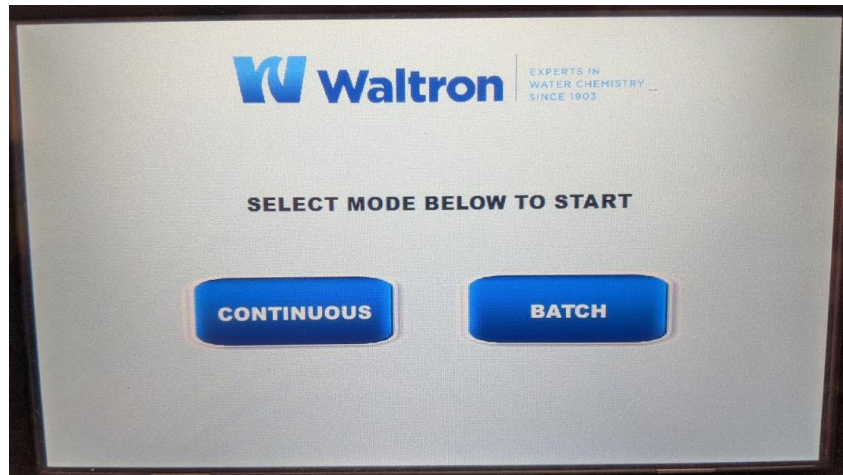 Waltron
EXPERTS IN
WATER CHEMISTRY
SINCE 1903
SELECT MODE BELOW TO START
CONTINUOUS
BATCH